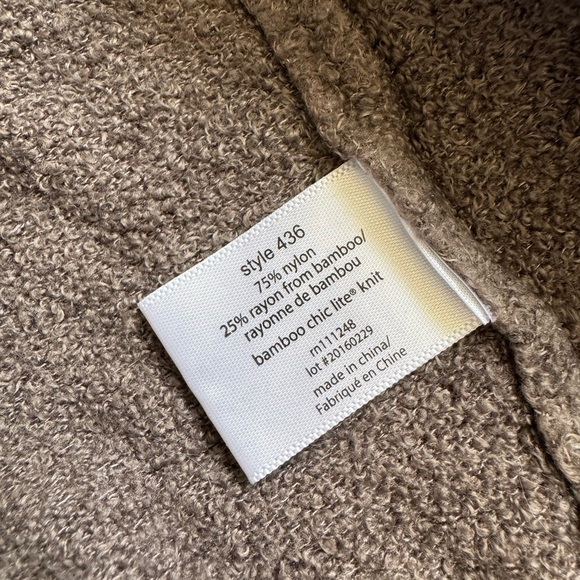 style 436
75% nylon
25% rayon from bamboo/
rayonne de bambou
bamboo chic lite® knit
rn111248
lot #20160229
made in china/
Fabriqué en Chine